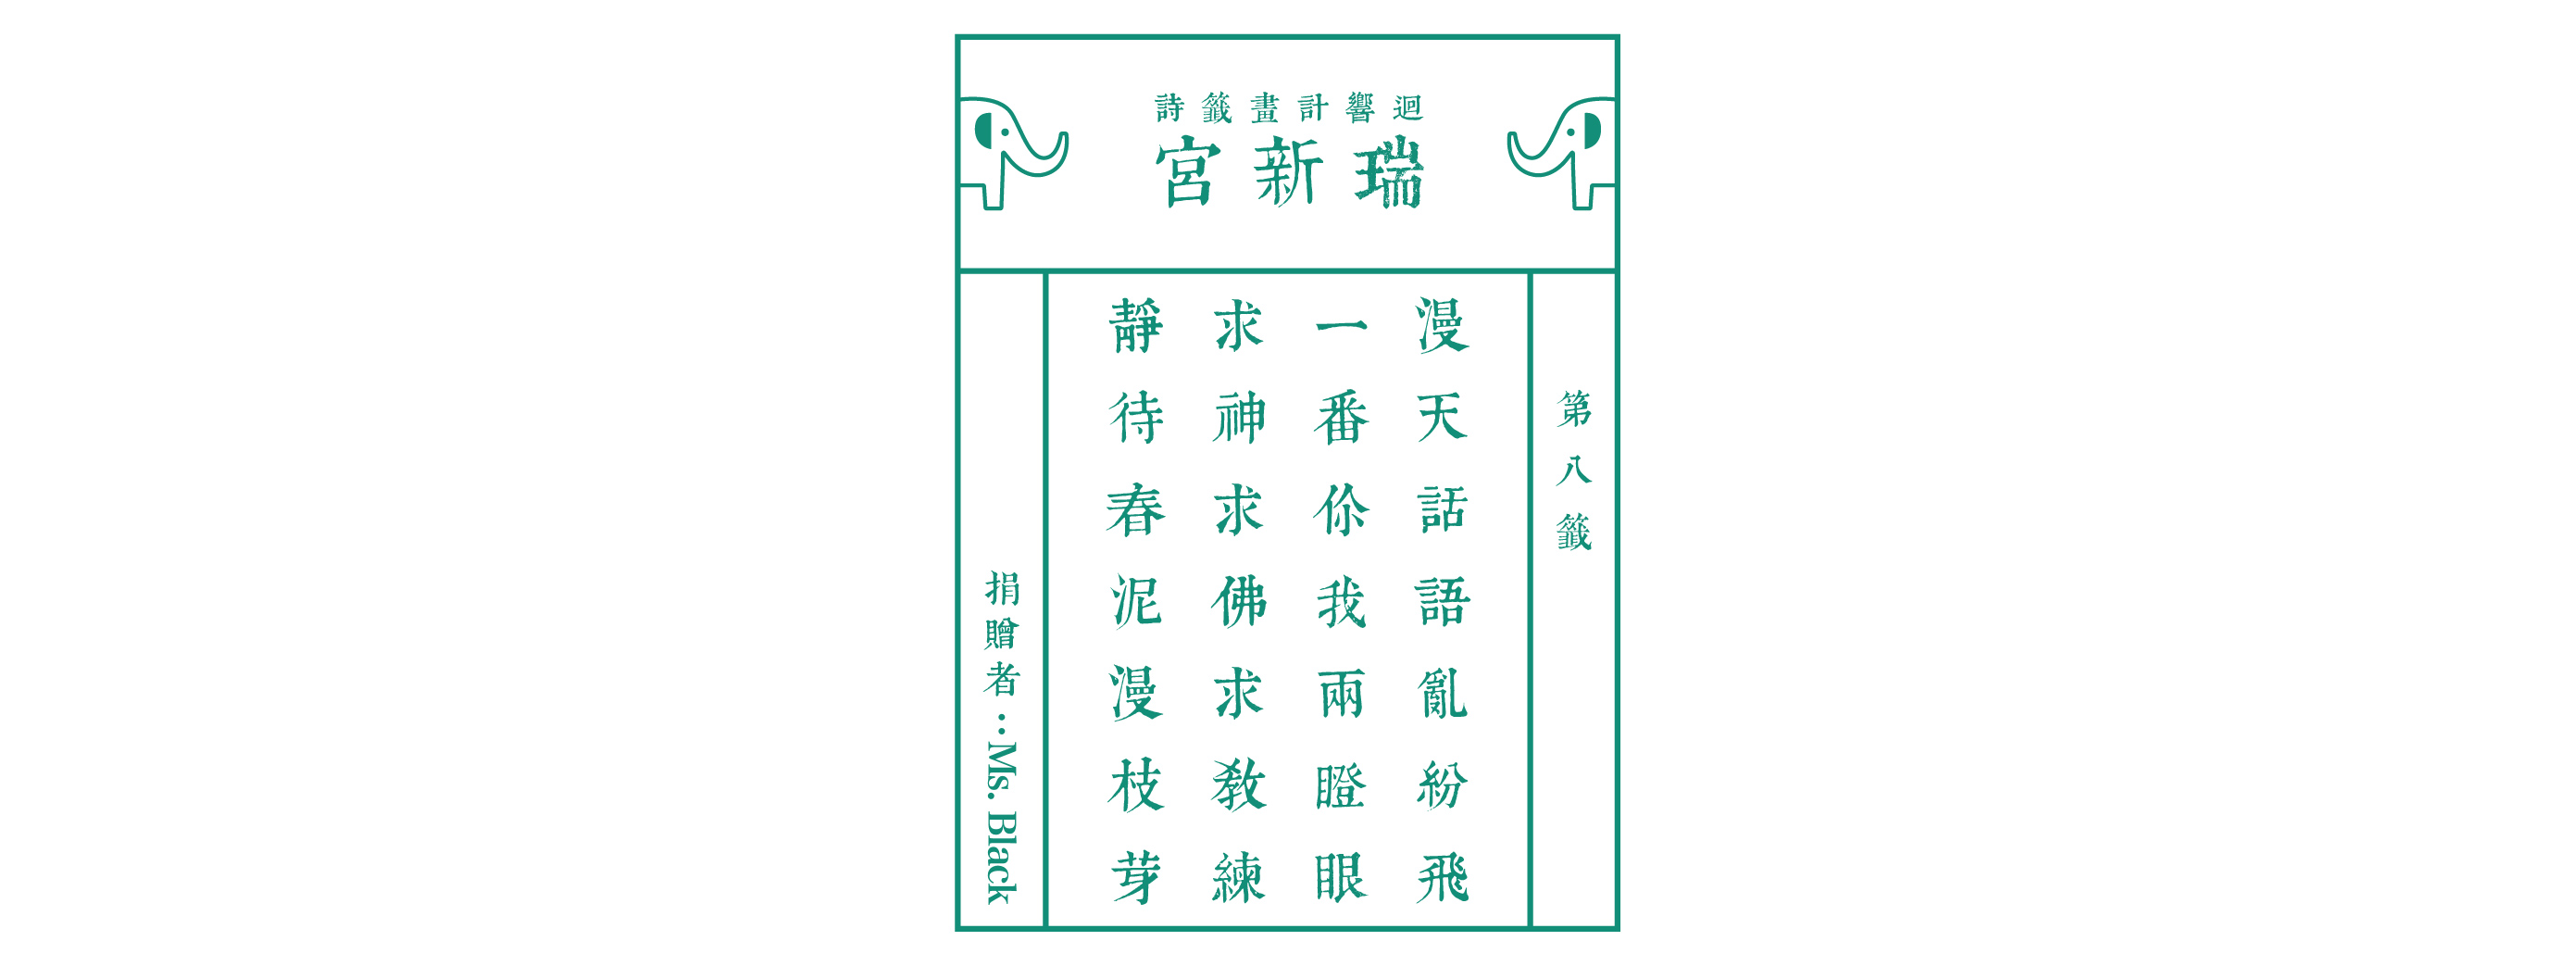 迴響計畫籤詩
瑞新宮
第八籤
漫天話語亂紛飛
一番你我兩瞪眼
求神求佛求教練
靜待春泥漫枝芽
捐贈者：Ms. Black